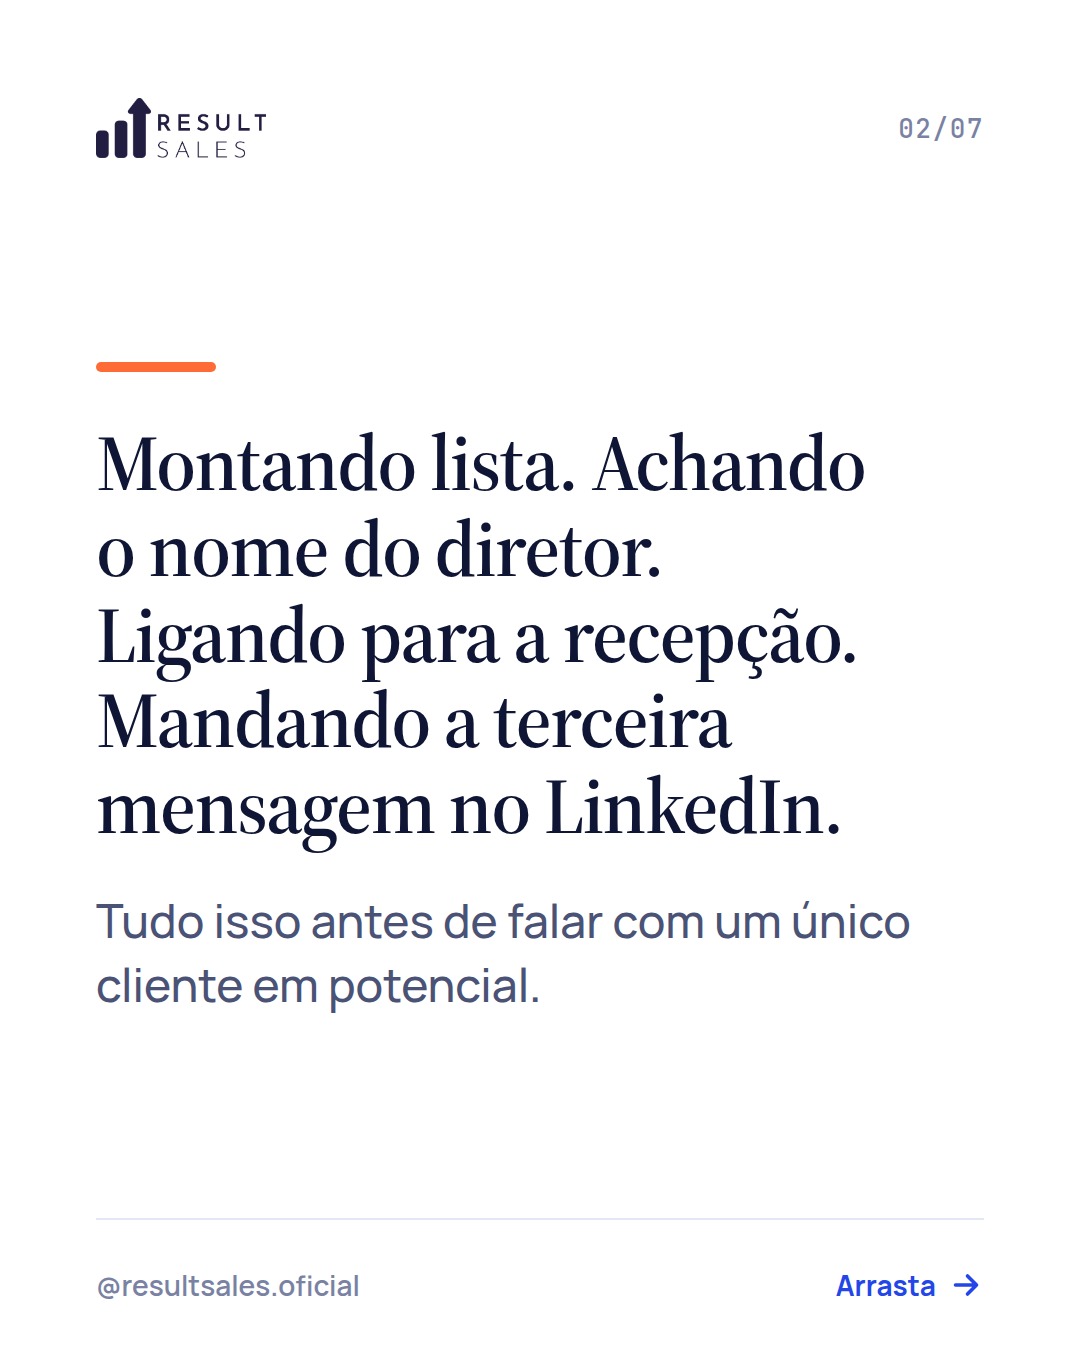 RESULT
SALES
02/07
Montando lista. Achando
o nome do diretor.
Ligando para a recepção.
Mandando a terceira
mensagem no LinkedIn.
Tudo isso antes de falar com um único
cliente em potencial.
@resultsales.oficial
Arrasta →